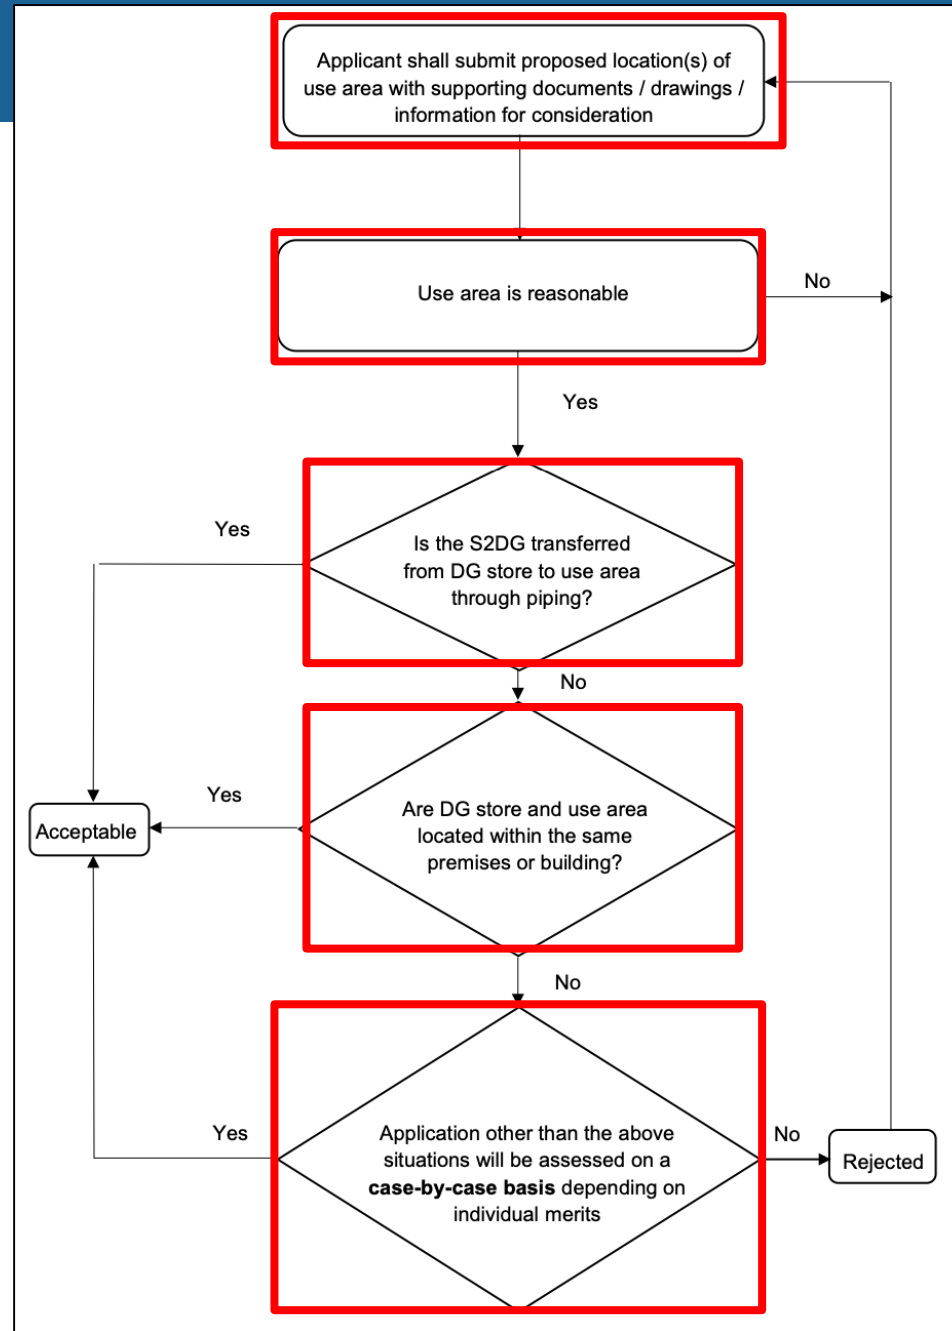 Applicant shall submit proposed location(s) of
use area with supporting documents / drawings /
information for consideration
Use area is reasonable
No
Yes
Yes
Is the S2DG transferred
from DG store to use area
through piping?
No
Yes
Are DG store and use area
located within the same
premises or building?
Acceptable
No
Yes
Application other than the above
situations will be assessed on a
case-by-case basis depending on
individual merits
No
Rejected